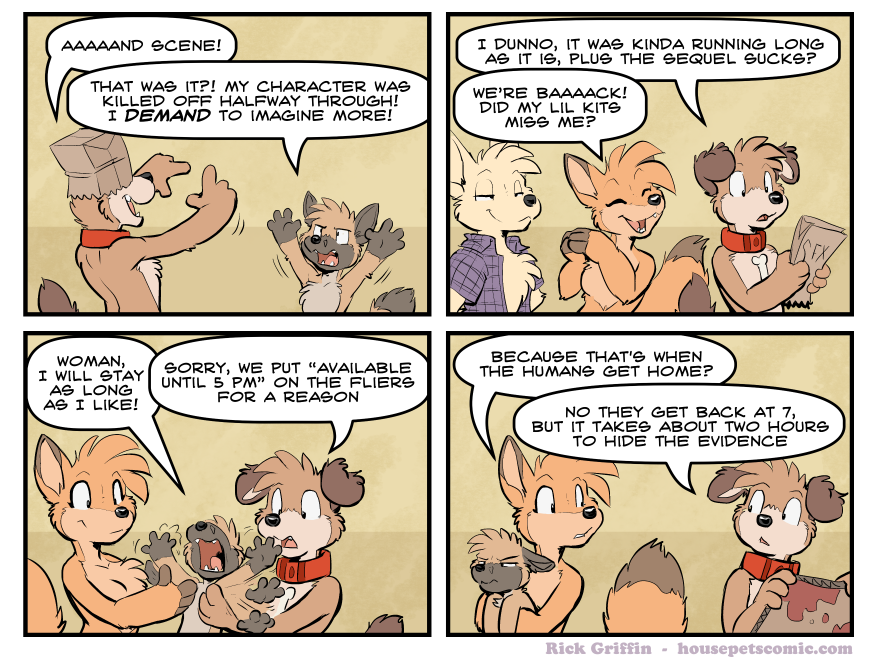 AAAAAND SCENE!
THAT WAS IT?! MY CHARACTER WAS
KILLED OFF HALFWAY THROUGH!
I DEMAND TO IMAGINE MORE!
I DUNNO, IT WAS KINDA RUNNING LONG
AS IT IS, PLUS THE SEQUEL SUCKS?
WE'RE BAAAACK!
DID MY LIL KITS
MISS ME?
WOMAN,
I WILL STAY
AS LONG
AS I LIKE!
SORRY, WE PUT "AVAILABLE
UNTIL 5 PM" ON THE FLIERS
FOR A REASON
BECAUSE THAT'S WHEN
THE HUMANS GET HOME?
NO THEY GET BACK AT 7,
BUT IT TAKES ABOUT TWO HOURS
TO HIDE THE EVIDENCE
Rick Griffin - housepetscomic.com